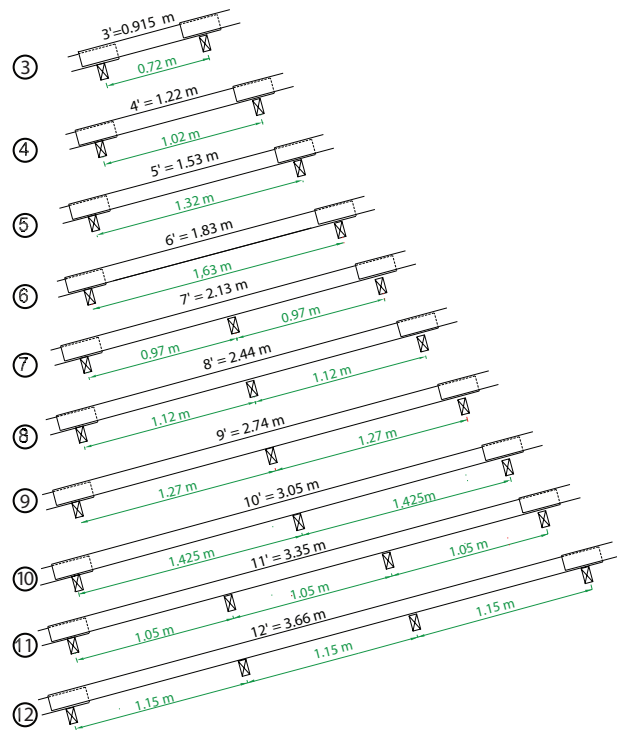 3'=0.915 m
3
0.72 m
4' = 1.22 m
4
1.02 m
5' = 1.53 m
5
1.32 m
6' = 1.83 m
6
1,63 m
7' = 2.13 m
7
0.97 m 0.97 m
8' = 2.44 m
8
1.12 m 1.12 m
9' = 2.74 m
9
1.27 m 1.27 m
10' = 3.05 m
10
1.425 m 1.425m
11' = 3.35 m
11
1.05 m 1.05 m 1.05 m
12' = 3.66 m
12
1.15 m 1.15 m 1.15 m